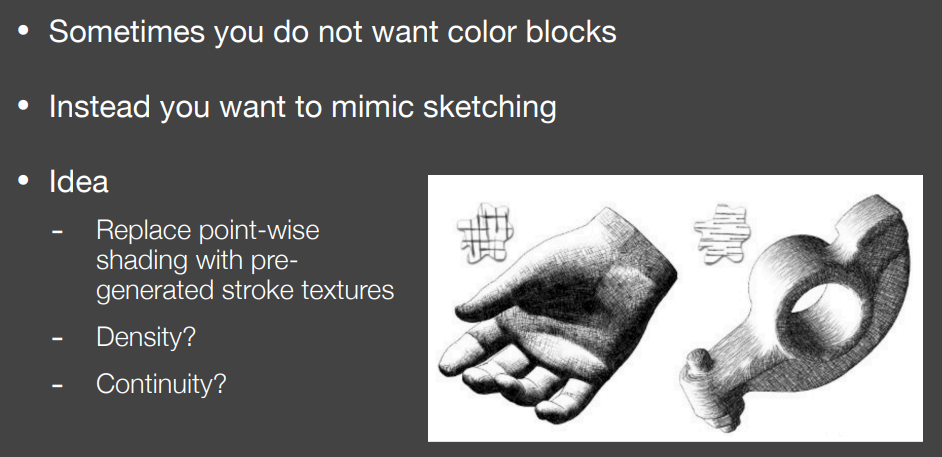 • Sometimes you do not want color blocks
• Instead you want to mimic sketching
• Idea
- Replace point-wise
shading with pre-
generated stroke textures
- Density?
- Continuity?